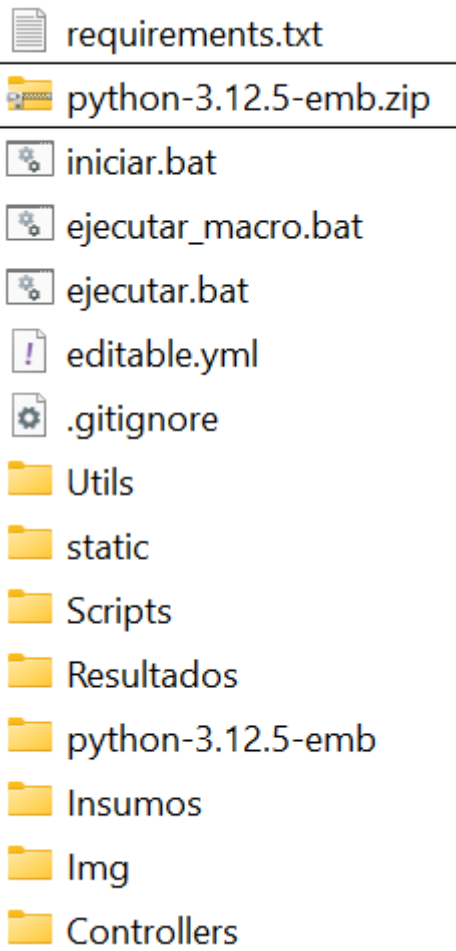 requirements.txt
python-3.12.5-emb.zip
iniciar.bat
ejecutar_macro.bat
ejecutar.bat
editable.yml
.gitignore
Utils
static
Scripts
Resultados
python-3.12.5-emb
Insumos
Img
Controllers